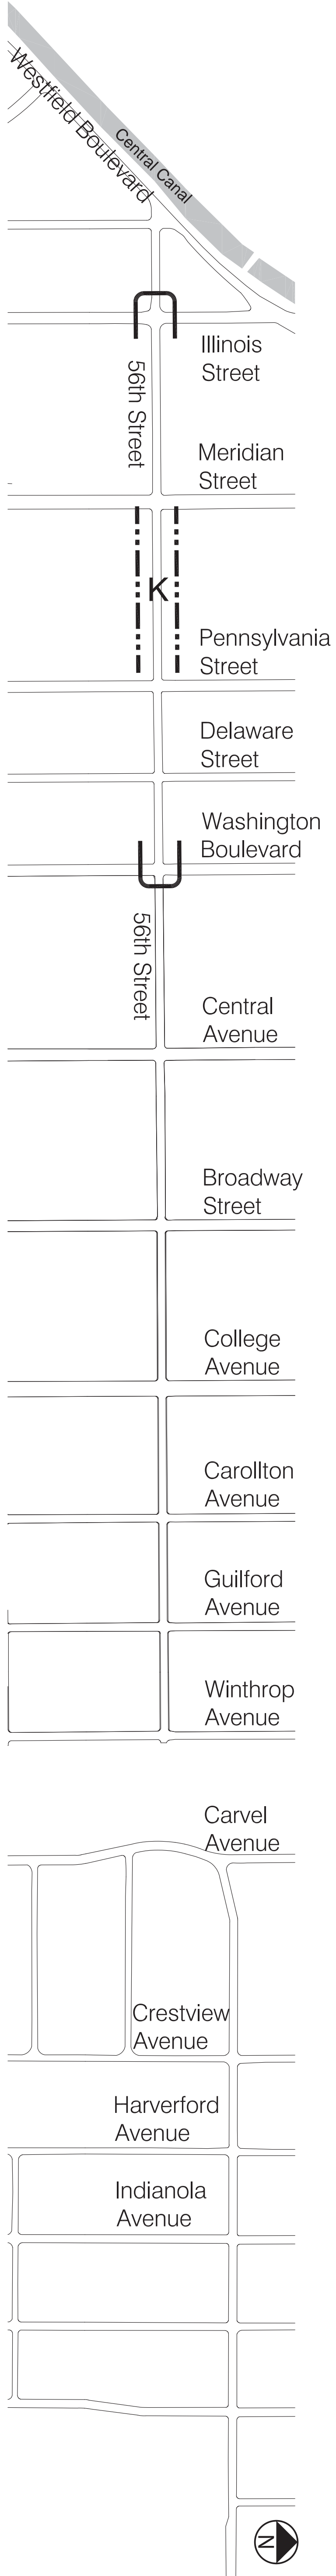 Westfield Boulevard
Central Canal
Illinois
Street
56th Street
Meridian
Street
K
Pennsylvania
Street
Delaware
Street
Washington
Boulevard
56th Street
Central
Avenue
Broadway
Street
College
Avenue
Carollton
Avenue
Guilford
Avenue
Winthrop
Avenue
Carvel
Avenue
Crestview
Avenue
Harverford
Avenue
Indianola
Avenue
N